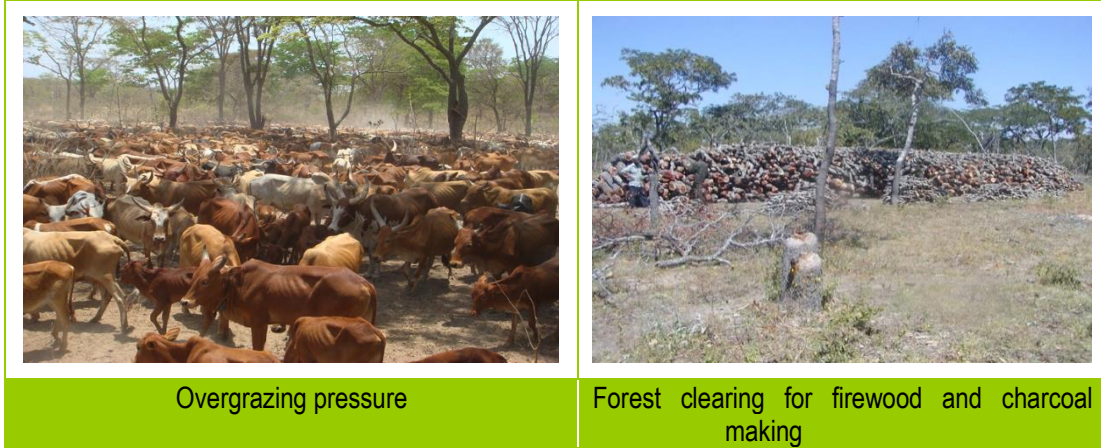 Overgrazing pressure
Forest clearing for firewood and charcoal
making